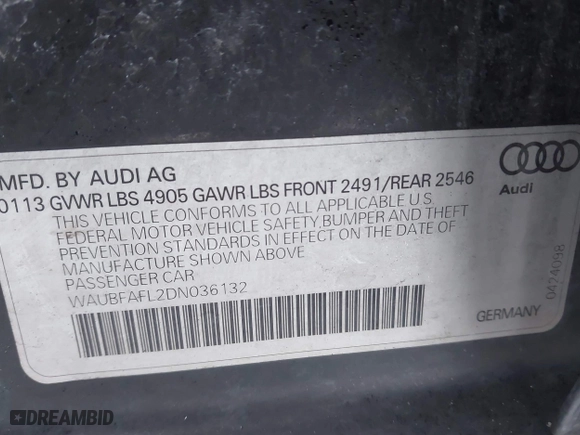 MFD. BY AUDI AG
0113 GVWR LBS 4905 GAWR LBS FRONT 2491/REAR 2546
THIS VEHICLE CONFORMS TO ALL APPLICABLE U.S.
FEDERAL MOTOR VEHICLE SAFETY, BUMPER AND THEFT
PREVENTION STANDARDS IN EFFECT ON THE DATE OF
MANUFACTURE SHOWN ABOVE
PASSENGER CAR
WAUBFAFL2DN036132
Audi
0424098
GERMANY
DREAMBID